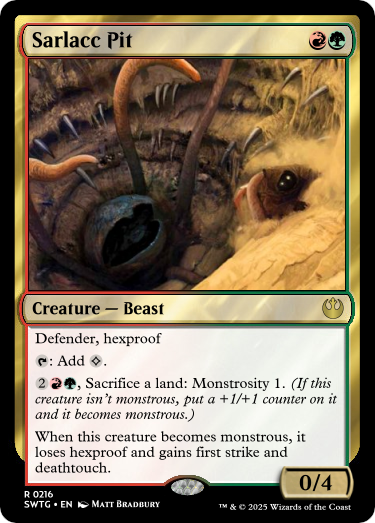 Sarlacc Pit
Creature — Beast
Defender, hexproof
: Add .
2, Sacrifice a land: Monstrosity 1. (If this
creature isn't monstrous, put a +1/+1 counter on it
and it becomes monstrous.)
When this creature becomes monstrous, it
loses hexproof and gains first strike and
deathtouch.
0/4
R 0216
SWTG • EN Matt Bradbury
™ & © 2025 Wizards of the Coast